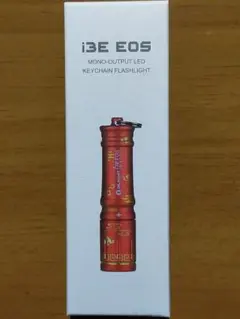 i3E EOS
MONO-OUTPUT LED
KEYCHAIN FLASHLIGHT